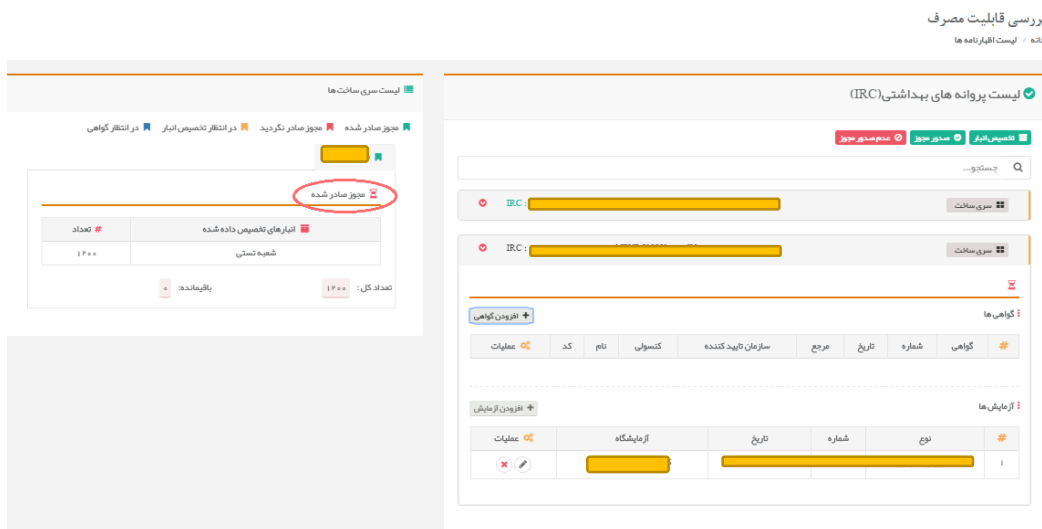 ررسی قابلیت مصرف
انه / لیست اظهارنامه ها
لیست پروانه های بهداشتی(IRC)
تخصیص انبار
صدور مجوز
عدم صدور مجوز
جستجو...
سری ساخت
IRC :
سری ساخت
IRC :
گواهی ها
+ افزودن گواهی
# گواهی شماره تاریخ مرجع سازمان تایید کننده کنسولی نام کد عملیات
آزمایش ها
+ افزودن آزمایش
# نوع شماره تاریخ آزمایشگاه عملیات
۱
لیست سری ساخت ها
مجوز صادر شده مجوز صادر نگردید در انتظار تخصیص انبار در انتظار گواهی
مجوز صادر شده
انبارهای تخصیص داده شده # تعداد
شعبه تستی ۱۲۰۰
تعداد کل : ۱۲۰۰ باقیمانده: ۰